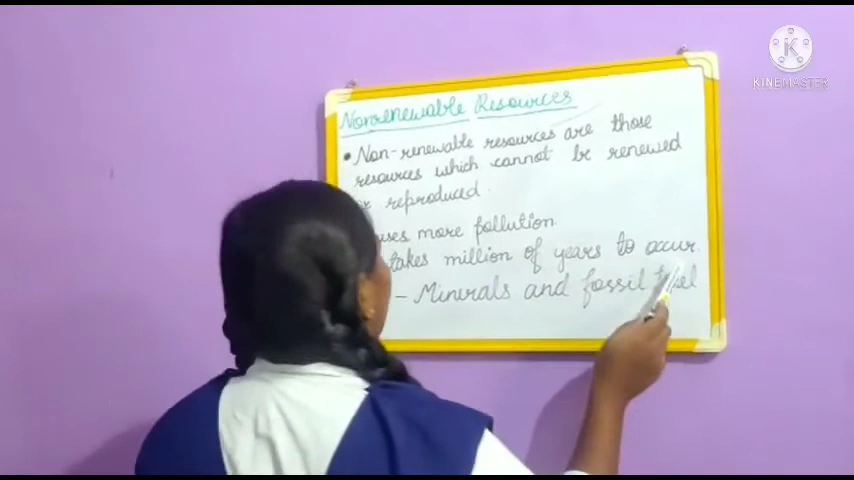 Nonrenewable Resources
• Non-renewable resources are those
resources which cannot be renewed
or reproduced.
uses more pollution.
takes million of years to occur.
- Minerals and fossil fuel
K
KINEMASTER